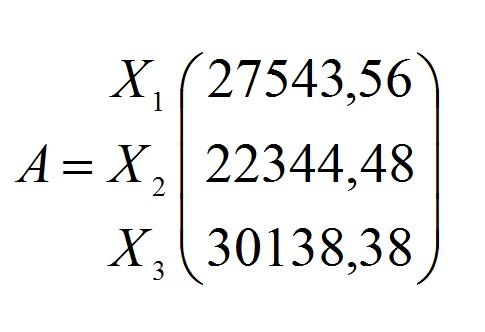 X₁ (27543,56
A = X₂ 22344,48
X₃ 30138,38)